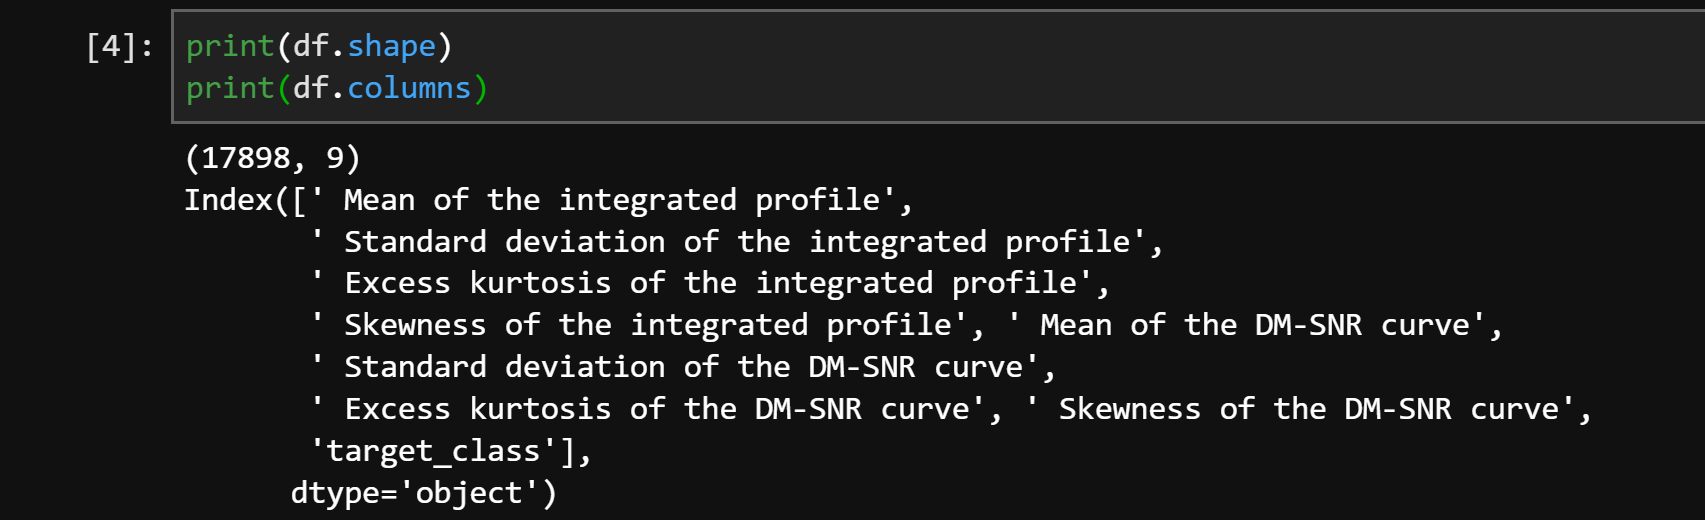 [4]: print(df.shape)
print(df.columns)
(17898, 9)
Index([' Mean of the integrated profile',
' Standard deviation of the integrated profile',
' Excess kurtosis of the integrated profile',
' Skewness of the integrated profile', ' Mean of the DM-SNR curve',
' Standard deviation of the DM-SNR curve',
' Excess kurtosis of the DM-SNR curve', ' Skewness of the DM-SNR curve',
'target_class'],
dtype='object')